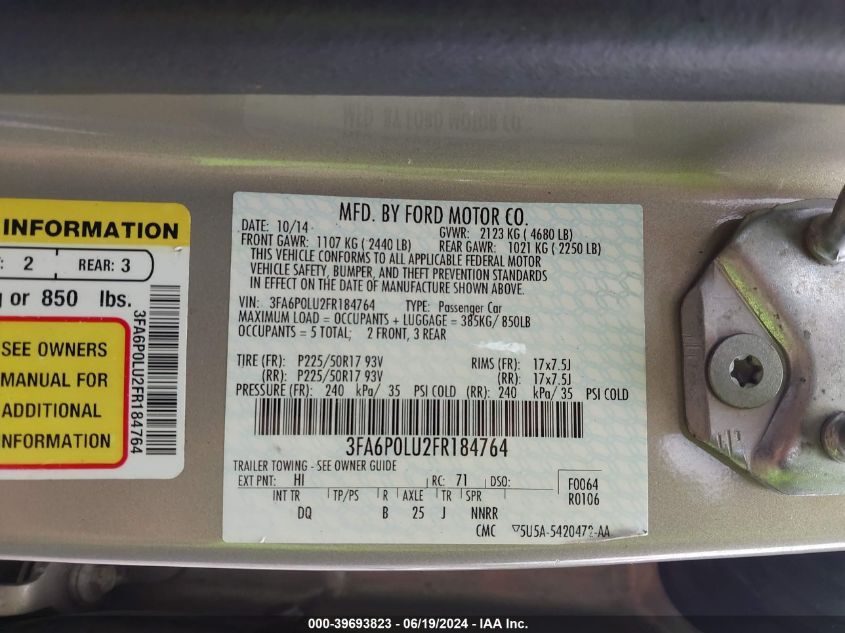 INFORMATION
: 2 REAR: 3
g or 850 lbs.
SEE OWNERS
MANUAL FOR
ADDITIONAL
INFORMATION
3FA6P0LU2FR184764
MFD. BY FORD MOTOR CO.
DATE: 10/14 GVWR: 2123 KG ( 4680 LB)
FRONT GAWR: 1107 KG ( 2440 LB) REAR GAWR: 1021 KG ( 2250 LB)
THIS VEHICLE CONFORMS TO ALL APPLICABLE FEDERAL MOTOR
VEHICLE SAFETY, BUMPER, AND THEFT PREVENTION STANDARDS
IN EFFECT ON THE DATE OF MANUFACTURE SHOWN ABOVE.
VIN: 3FA6P0LU2FR184764 TYPE: Passenger Car
MAXIMUM LOAD = OCCUPANTS + LUGGAGE = 385KG/ 850LB
OCCUPANTS = 5 TOTAL; 2 FRONT, 3 REAR
TIRE (FR): P225/50R17 93V RIMS (FR): 17x7.5J
(RR): P225/50R17 93V (RR): 17x7.5J
PRESSURE (FR): 240 kPa/ 35 PSI COLD (RR): 240 kPa/ 35 PSI COLD
3FA6P0LU2FR184764
TRAILER TOWING - SEE OWNER GUIDE
EXT PNT: HI RC: 71 DSO: F0064
INT TR TP/PS R AXLE TR SPR R0106
DQ B 25 J NNRR
CMC ▽5U5A-5420472-AA
000-39693823 - 06/19/2024 - IAA Inc.